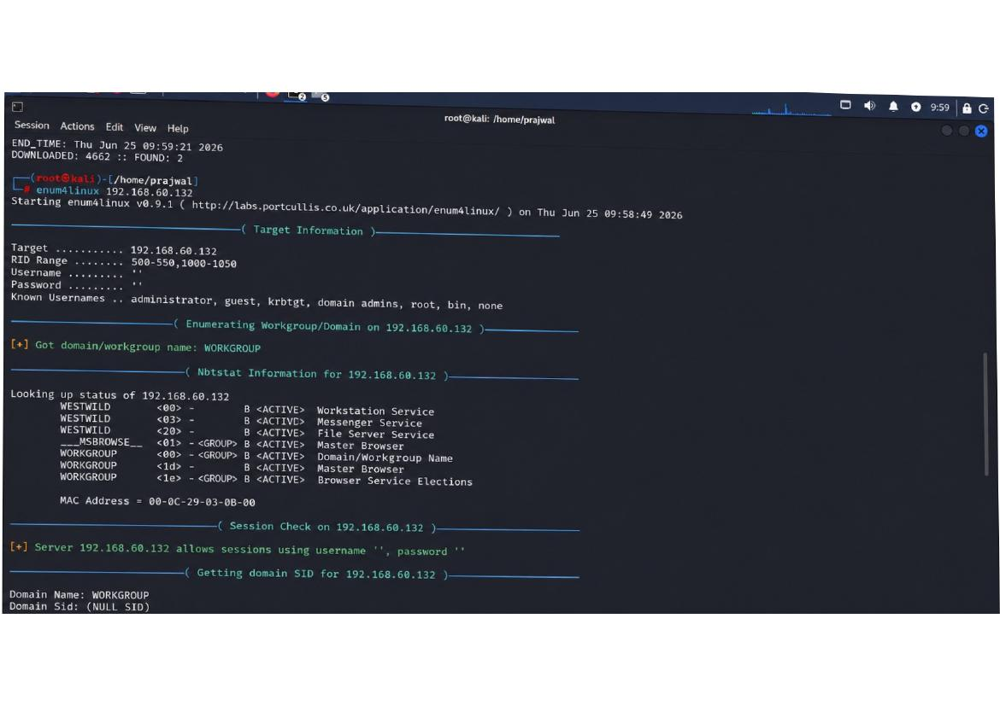 2
5
9:59
root@kali: /home/prajwal
Session Actions Edit View Help
END_TIME: Thu Jun 25 09:59:21 2026
DOWNLOADED: 4662 :: FOUND: 2
┌──(root㉿kali)-[/home/prajwal]
└─# enum4linux 192.168.60.132
Starting enum4linux v0.9.1 ( http://labs.portcullis.co.uk/application/enum4linux/ ) on Thu Jun 25 09:58:49 2026
( Target Information )
Target ........... 192.168.60.132
RID Range ........ 500-550,1000-1050
Username ......... ''
Password ......... ''
Known Usernames .. administrator, guest, krbtgt, domain admins, root, bin, none
( Enumerating Workgroup/Domain on 192.168.60.132 )
[+] Got domain/workgroup name: WORKGROUP
( Nbtstat Information for 192.168.60.132 )
Looking up status of 192.168.60.132
WESTWILD <00> - B <ACTIVE> Workstation Service
WESTWILD <03> - B <ACTIVE> Messenger Service
WESTWILD <20> - B <ACTIVE> File Server Service
___MSBROWSE__ <01> - <GROUP> B <ACTIVE> Master Browser
WORKGROUP <00> - <GROUP> B <ACTIVE> Domain/Workgroup Name
WORKGROUP <1d> - B <ACTIVE> Master Browser
WORKGROUP <1e> - <GROUP> B <ACTIVE> Browser Service Elections
MAC Address = 00-0C-29-03-0B-00
( Session Check on 192.168.60.132 )
[+] Server 192.168.60.132 allows sessions using username '', password ''
( Getting domain SID for 192.168.60.132 )
Domain Name: WORKGROUP
Domain Sid: (NULL SID)